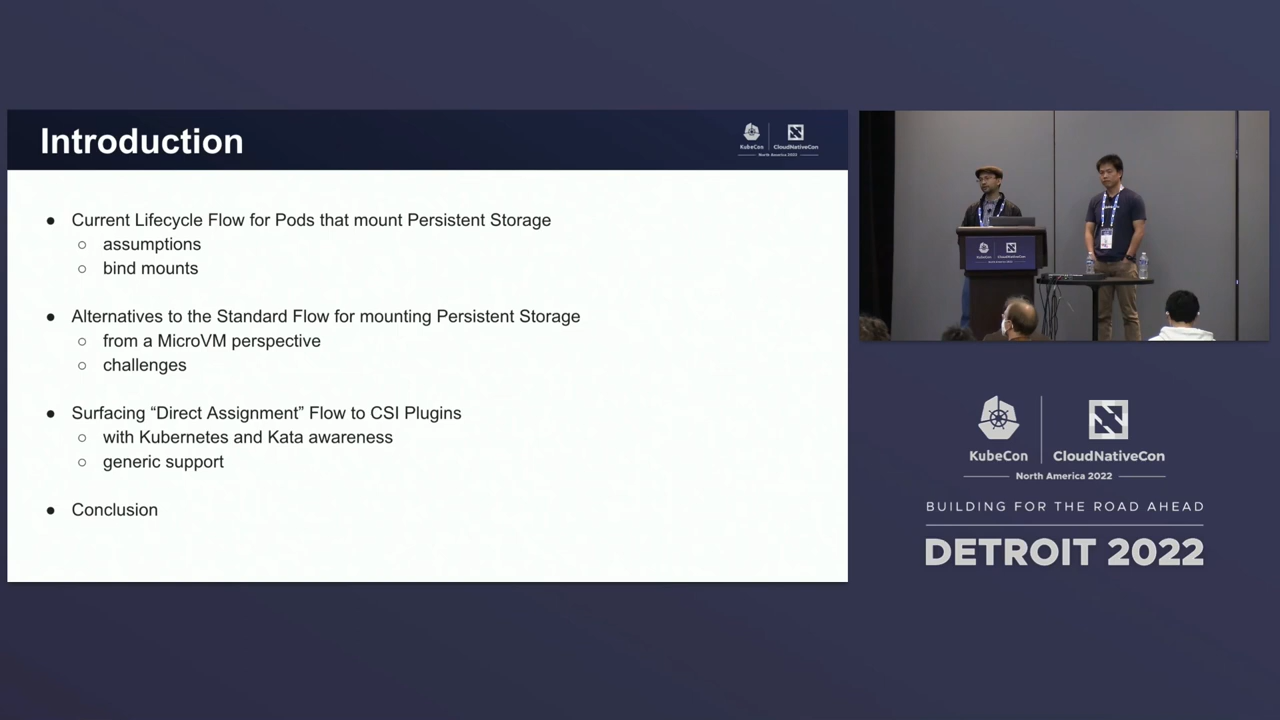 Introduction
KubeCon
CloudNativeCon
North America 2022
● Current Lifecycle Flow for Pods that mount Persistent Storage
○ assumptions
○ bind mounts
● Alternatives to the Standard Flow for mounting Persistent Storage
○ from a MicroVM perspective
○ challenges
● Surfacing “Direct Assignment” Flow to CSI Plugins
○ with Kubernetes and Kata awareness
○ generic support
● Conclusion
KubeCon
CloudNativeCon
North America 2022
BUILDING FOR THE ROAD AHEAD
DETROIT 2022